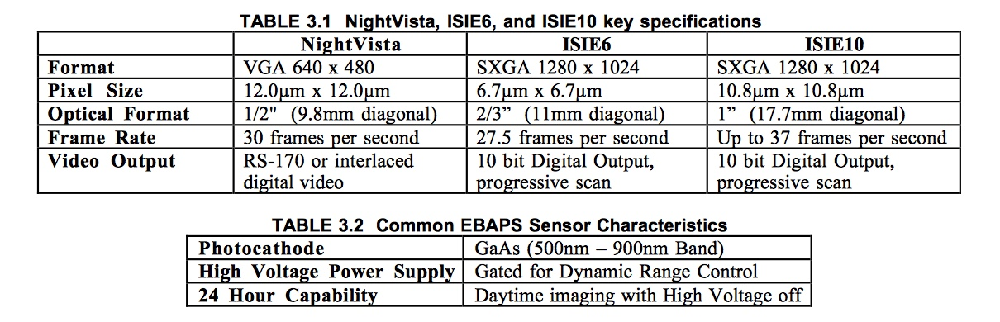 TABLE 3.1 NightVista, ISIE6, and ISIE10 key specifications
NightVista ISIE6 ISIE10
Format VGA 640 x 480 SXGA 1280 x 1024 SXGA 1280 x 1024
Pixel Size 12.0μm x 12.0μm 6.7μm x 6.7μm 10.8μm x 10.8μm
Optical Format 1/2" (9.8mm diagonal) 2/3” (11mm diagonal) 1” (17.7mm diagonal)
Frame Rate 30 frames per second 27.5 frames per second Up to 37 frames per second
Video Output RS-170 or interlaced 10 bit Digital Output, 10 bit Digital Output,
digital video progressive scan progressive scan
TABLE 3.2 Common EBAPS Sensor Characteristics
Photocathode GaAs (500nm – 900nm Band)
High Voltage Power Supply Gated for Dynamic Range Control
24 Hour Capability Daytime imaging with High Voltage off